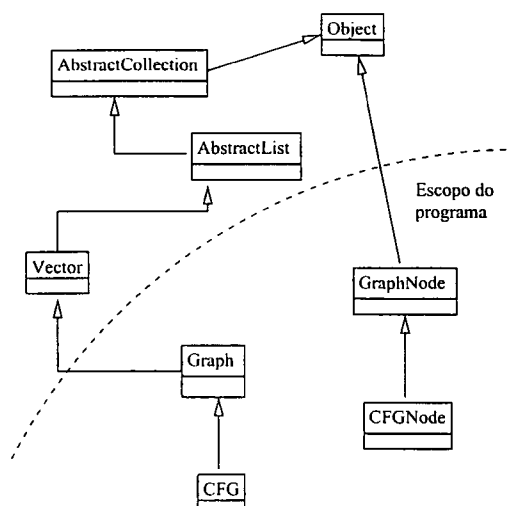 Object
AbstractCollection
AbstractList
Escopo do
programa
Vector
GraphNode
Graph
CFGNode
CFG